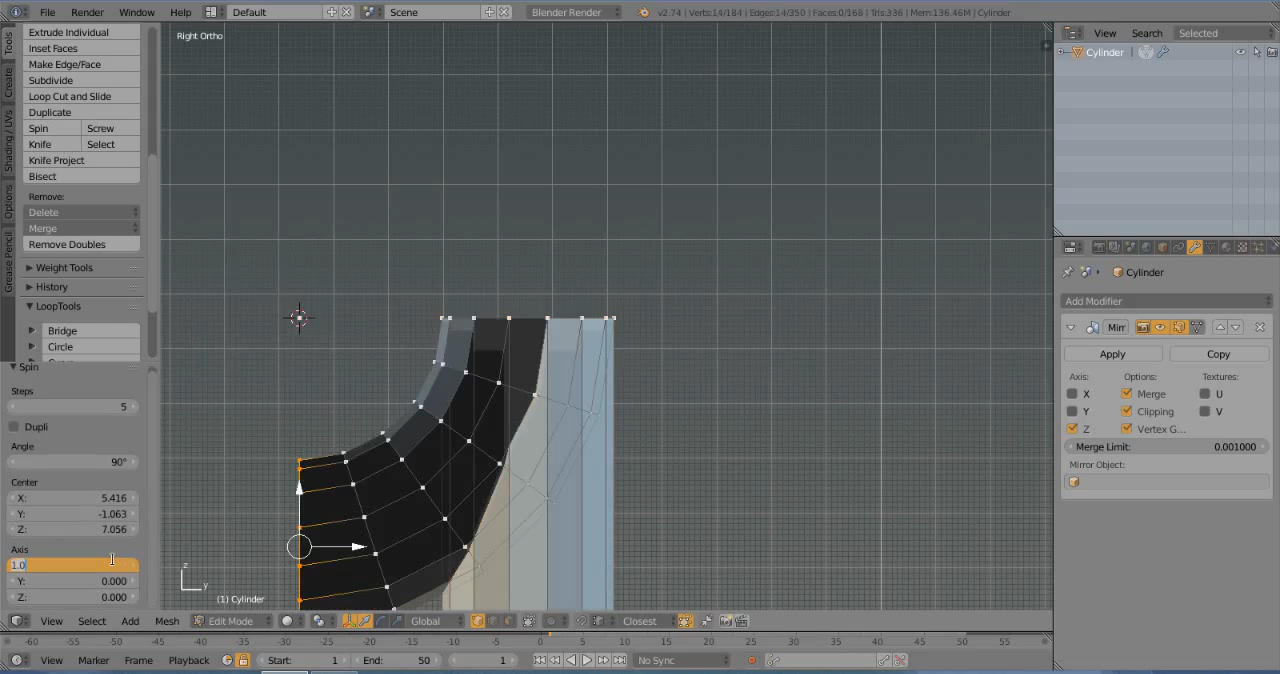 File Render Window Help Default Scene Blender Render v2.74 | Verts:14/184 | Edges:14/350 | Faces:0/168 | Tris:336 | Mem:136.46M | Cylinder
Tools
Create
Shading / UVs
Options
Grease Pencil
Extrude Individual
Inset Faces
Make Edge/Face
Subdivide
Loop Cut and Slide
Duplicate
Spin Screw
Knife Select
Knife Project
Bisect
Remove:
Delete
Merge
Remove Doubles
Weight Tools
History
LoopTools
Bridge
Circle
Spin
Steps
5
Dupli
Angle
90°
Center
X: 5.416
Y: -1.063
Z: 7.056
Axis
1.0
Y: 0.000
Z: 0.000
Right Ortho
z
y
(1) Cylinder
View Select Add Mesh Edit Mode Global Closest
-60 -55 -50 -45 -40 -35 -30 -25 -20 -15 -10 -5 0 5 10 15 20 25 30 35 40 45 50 55
View Marker Frame Playback Start: 1 End: 50 1 No Sync
View Search Selected
Cylinder
Cylinder
Add Modifier
Mirr
Apply Copy
Axis: Options: Textures:
X Merge U
Y Clipping V
Z Vertex G...
Merge Limit: 0.001000
Mirror Object: